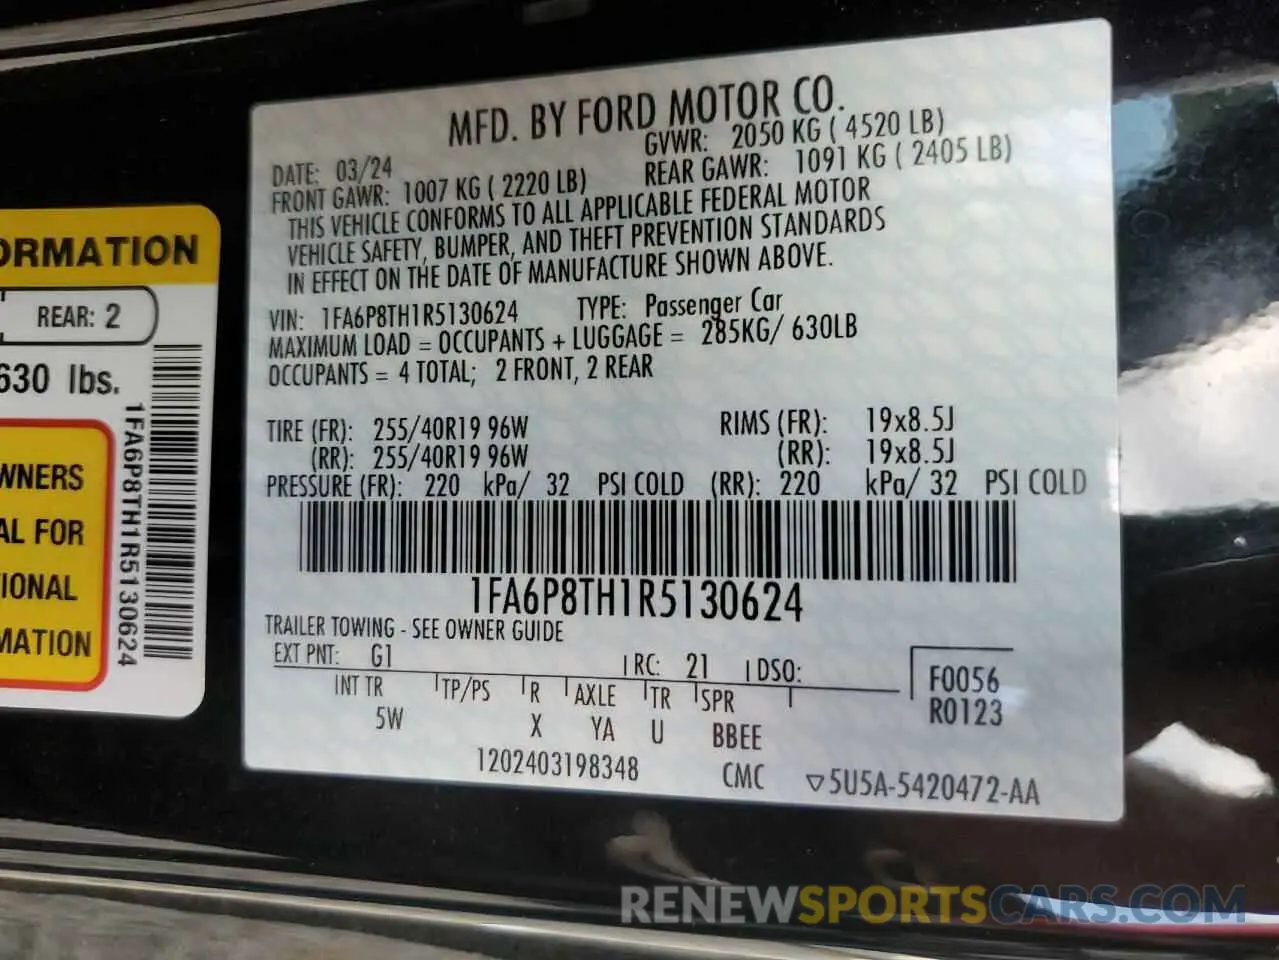 MFD. BY FORD MOTOR CO.
DATE: 03/24
GVWR: 2050 KG ( 4520 LB)
FRONT GAWR: 1007 KG ( 2220 LB)
REAR GAWR: 1091 KG ( 2405 LB)
THIS VEHICLE CONFORMS TO ALL APPLICABLE FEDERAL MOTOR
VEHICLE SAFETY, BUMPER, AND THEFT PREVENTION STANDARDS
IN EFFECT ON THE DATE OF MANUFACTURE SHOWN ABOVE.
VIN: 1FA6P8TH1R5130624 TYPE: Passenger Car
MAXIMUM LOAD = OCCUPANTS + LUGGAGE = 285KG/ 630LB
OCCUPANTS = 4 TOTAL; 2 FRONT, 2 REAR
TIRE (FR): 255/40R19 96W RIMS (FR): 19x8.5J
(RR): 255/40R19 96W (RR): 19x8.5J
PRESSURE (FR): 220 kPa/ 32 PSI COLD (RR): 220 kPa/ 32 PSI COLD
1FA6P8TH1R5130624
TRAILER TOWING - SEE OWNER GUIDE
EXT PNT: G1 RC: 21 DSO:
INT TR TP/PS R AXLE TR SPR
5W X YA U BBEE
F0056
R0123
1202403198348 CMC ▽5U5A-5420472-AA
ORMATION
REAR: 2
630 lbs.
1FA6P8TH1R5130624
WNERS
AL FOR
IONAL
MATION
RENEWSPORTSCARS.COM